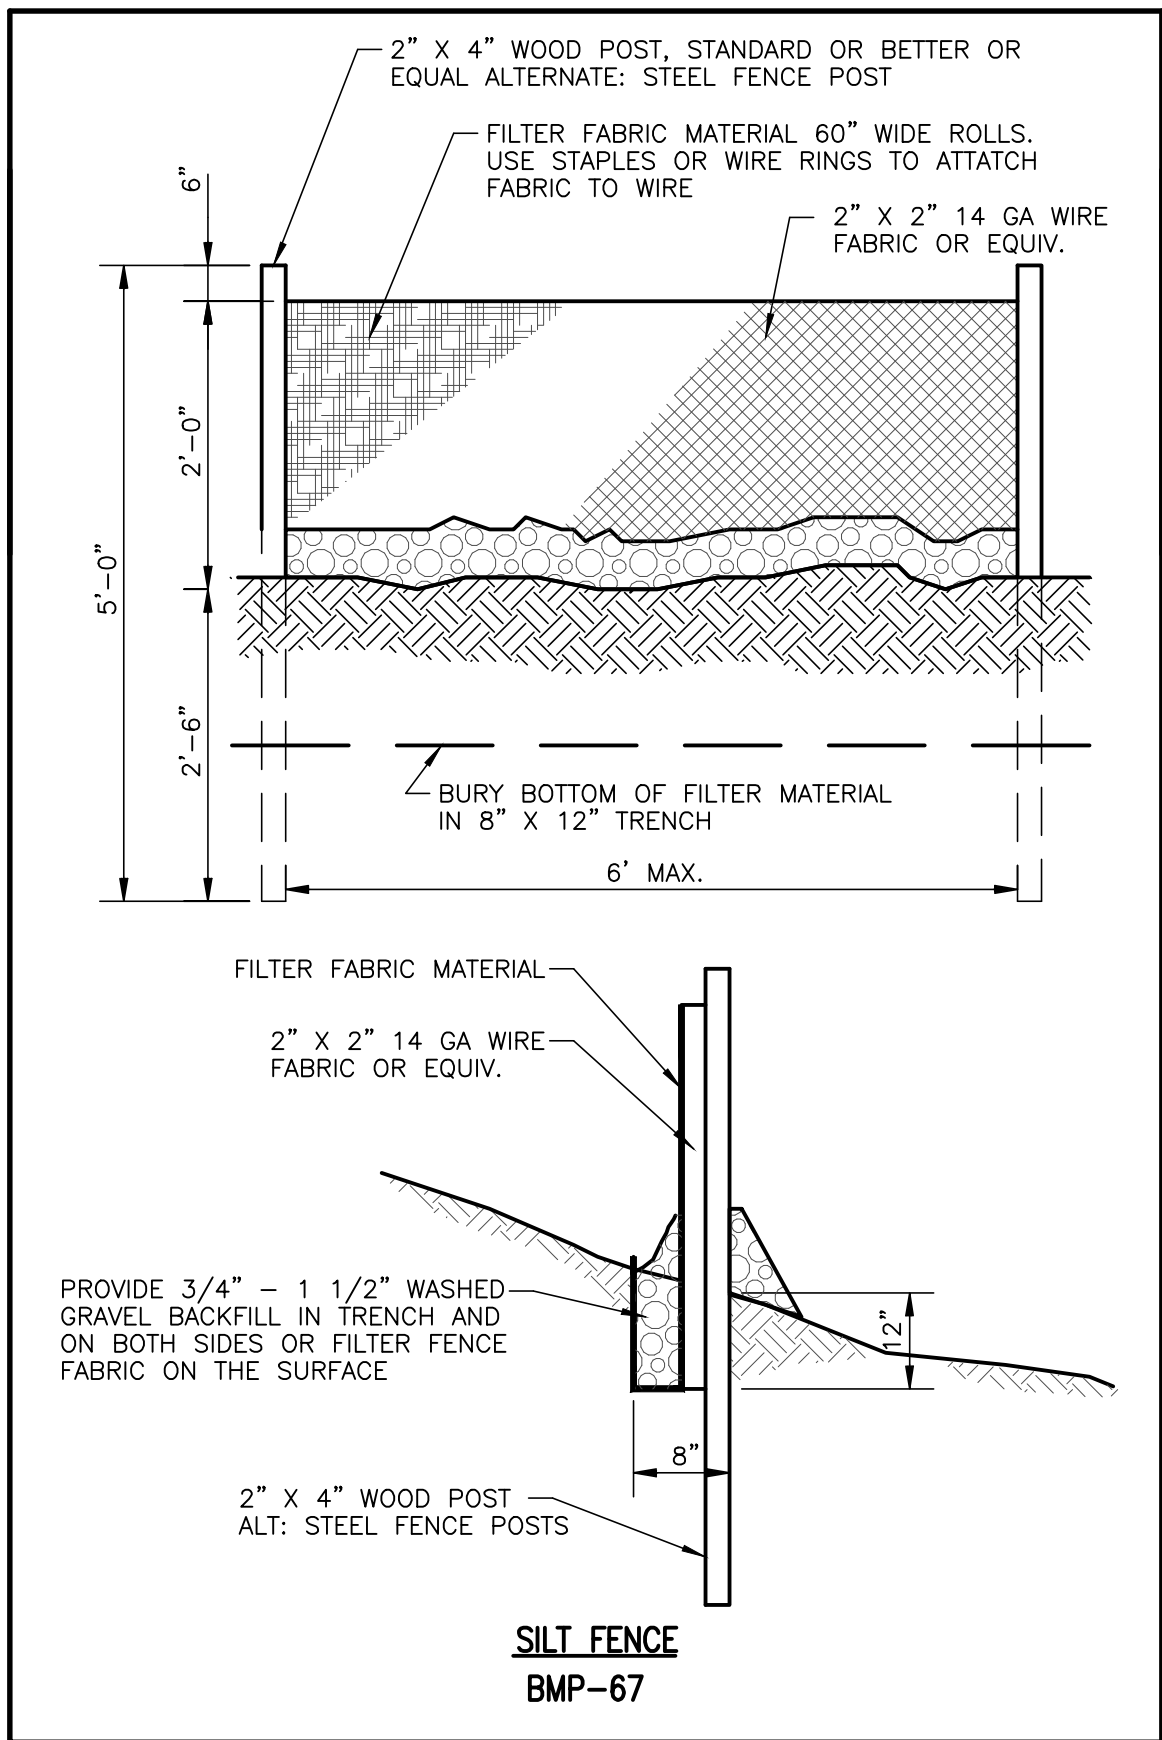 2” X 4” WOOD POST, STANDARD OR BETTER OR
EQUAL ALTERNATE: STEEL FENCE POST
FILTER FABRIC MATERIAL 60” WIDE ROLLS.
USE STAPLES OR WIRE RINGS TO ATTATCH
FABRIC TO WIRE
2” X 2” 14 GA WIRE
FABRIC OR EQUIV.
6”
2’-0”
5’-0”
2’-6”
BURY BOTTOM OF FILTER MATERIAL
IN 8” X 12” TRENCH
6’ MAX.
FILTER FABRIC MATERIAL
2” X 2” 14 GA WIRE
FABRIC OR EQUIV.
PROVIDE 3/4” – 1 1/2” WASHED
GRAVEL BACKFILL IN TRENCH AND
ON BOTH SIDES OR FILTER FENCE
FABRIC ON THE SURFACE
12”
8”
2” X 4” WOOD POST
ALT: STEEL FENCE POSTS
SILT FENCE
BMP-67